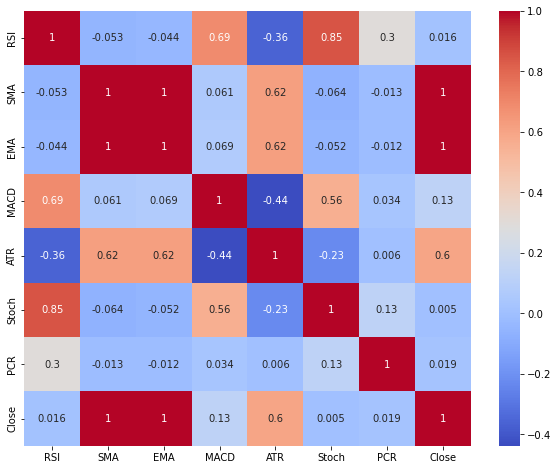 RSI 1 -0.053 -0.044 0.69 -0.36 0.85 0.3 0.016
SMA -0.053 1 1 0.061 0.62 -0.064 -0.013 1
EMA -0.044 1 1 0.069 0.62 -0.052 -0.012 1
MACD 0.69 0.061 0.069 1 -0.44 0.56 0.034 0.13
ATR -0.36 0.62 0.62 -0.44 1 -0.23 0.006 0.6
Stoch 0.85 -0.064 -0.052 0.56 -0.23 1 0.13 0.005
PCR 0.3 -0.013 -0.012 0.034 0.006 0.13 1 0.019
Close 0.016 1 1 0.13 0.6 0.005 0.019 1
RSI SMA EMA MACD ATR Stoch PCR Close
1.0
0.8
0.6
0.4
0.2
0.0
-0.2
-0.4